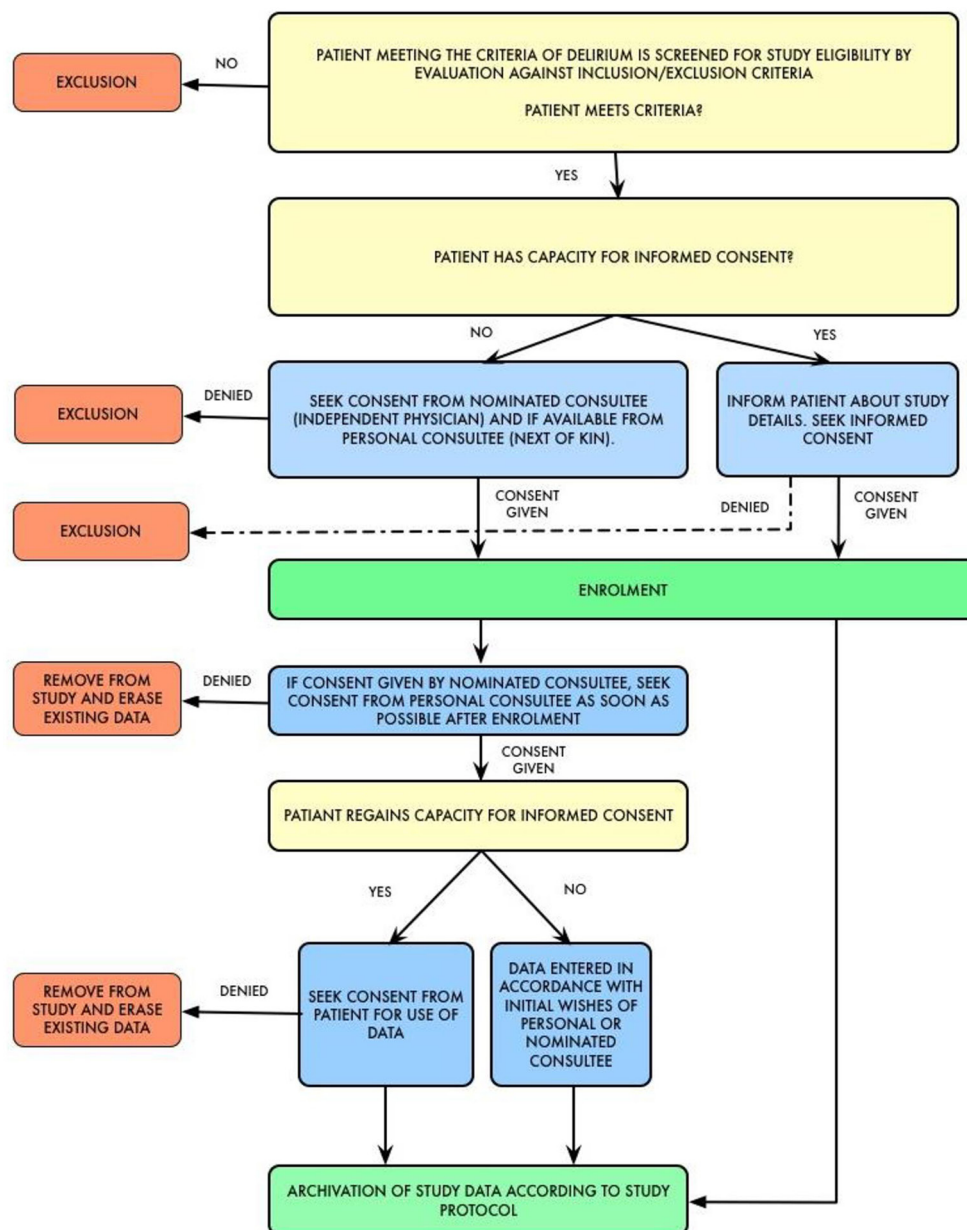 PATIENT MEETING THE CRITERIA OF DELIRIUM IS SCREENED FOR STUDY ELIGIBILITY BY
EVALUATION AGAINST INCLUSION/EXCLUSION CRITERIA
PATIENT MEETS CRITERIA?
NO
EXCLUSION
YES
PATIENT HAS CAPACITY FOR INFORMED CONSENT?
NO
YES
EXCLUSION
DENIED
SEEK CONSENT FROM NOMINATED CONSULTEE
(INDEPENDENT PHYSICIAN) AND IF AVAILABLE FROM
PERSONAL CONSULTEE (NEXT OF KIN).
INFORM PATIENT ABOUT STUDY
DETAILS. SEEK INFORMED
CONSENT
CONSENT
GIVEN
DENIED
CONSENT
GIVEN
EXCLUSION
ENROLMENT
REMOVE FROM
STUDY AND ERASE
EXISTING DATA
DENIED
IF CONSENT GIVEN BY NOMINATED CONSULTEE, SEEK
CONSENT FROM PERSONAL CONSULTEE AS SOON AS
POSSIBLE AFTER ENROLMENT
CONSENT
GIVEN
PATIANT REGAINS CAPACITY FOR INFORMED CONSENT
YES
NO
REMOVE FROM
STUDY AND ERASE
EXISTING DATA
DENIED
SEEK CONSENT FROM
PATIENT FOR USE OF
DATA
DATA ENTERED IN
ACCORDANCE WITH
INITIAL WISHES OF
PERSONAL OR
NOMINATED
CONSULTEE
ARCHIVATION OF STUDY DATA ACCORDING TO STUDY
PROTOCOL